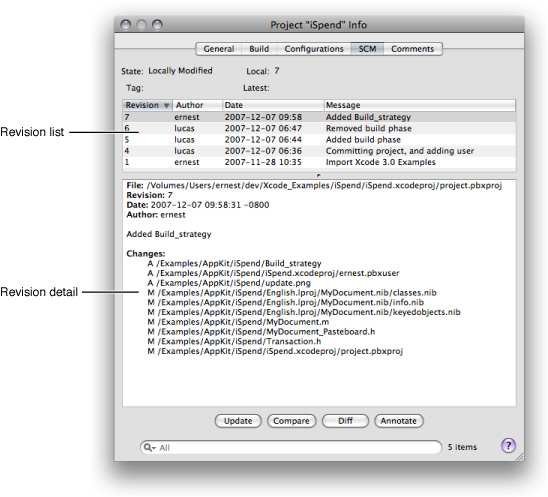 Project “iSpend” Info
General Build Configurations SCM Comments
State: Locally Modified Local: 7
Tag: Latest:
Revision Author Date Message
7 ernest 2007-12-07 09:58 Added Build_strategy
6 lucas 2007-12-07 06:47 Removed build phase
5 lucas 2007-12-07 06:44 Added build phase
4 lucas 2007-12-07 06:36 Committing project, and adding user
1 ernest 2007-11-28 10:35 Import Xcode 3.0 Examples
Revision list
File: /Volumes/Users/ernest/dev/Xcode_Examples/iSpend/iSpend.xcodeproj/project.pbxproj
Revision: 7
Date: 2007-12-07 09:58:31 -0800
Author: ernest
Added Build_strategy
Changes:
A /Examples/AppKit/iSpend/Build_strategy
A /Examples/AppKit/iSpend/iSpend.xcodeproj/ernest.pbxuser
A /Examples/AppKit/iSpend/update.png
M /Examples/AppKit/iSpend/English.lproj/MyDocument.nib/classes.nib
M /Examples/AppKit/iSpend/English.lproj/MyDocument.nib/info.nib
M /Examples/AppKit/iSpend/English.lproj/MyDocument.nib/keyedobjects.nib
M /Examples/AppKit/iSpend/MyDocument.m
M /Examples/AppKit/iSpend/MyDocument_Pasteboard.h
M /Examples/AppKit/iSpend/Transaction.h
M /Examples/AppKit/iSpend/iSpend.xcodeproj/project.pbxproj
Revision detail
Update Compare Diff Annotate
All 5 items ?